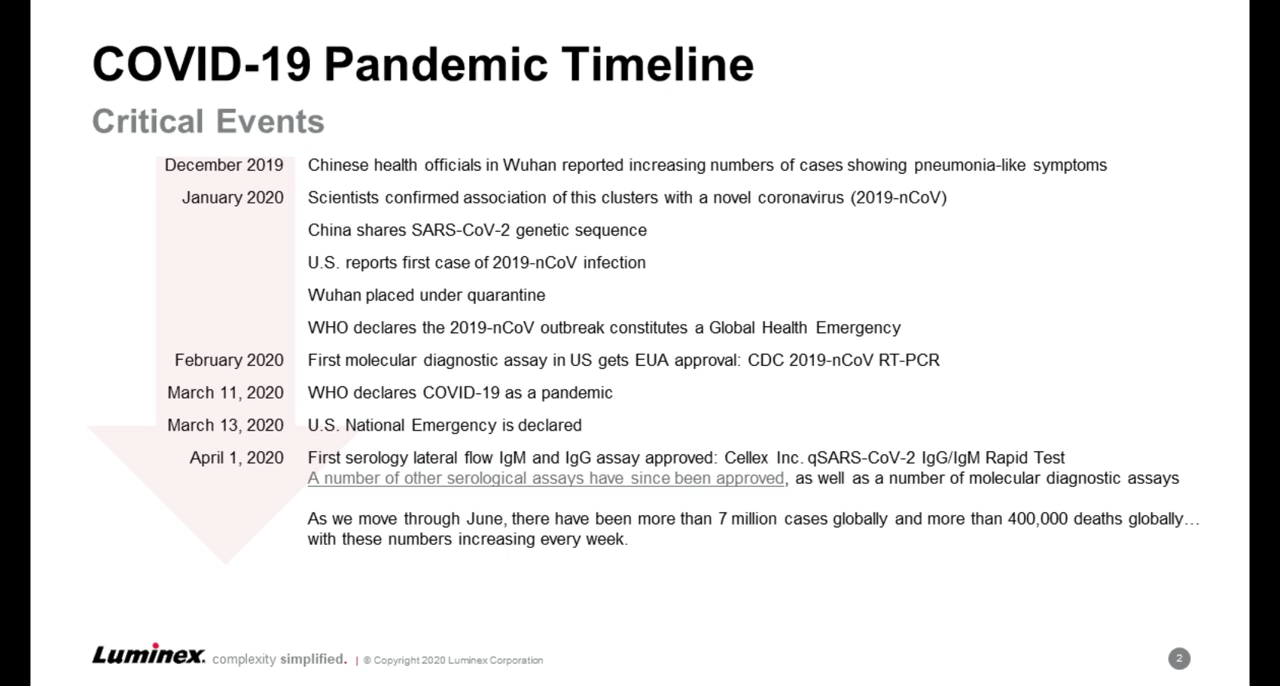 COVID-19 Pandemic Timeline
Critical Events
December 2019 Chinese health officials in Wuhan reported increasing numbers of cases showing pneumonia-like symptoms
January 2020 Scientists confirmed association of this clusters with a novel coronavirus (2019-nCoV)
China shares SARS-CoV-2 genetic sequence
U.S. reports first case of 2019-nCoV infection
Wuhan placed under quarantine
WHO declares the 2019-nCoV outbreak constitutes a Global Health Emergency
February 2020 First molecular diagnostic assay in US gets EUA approval: CDC 2019-nCoV RT-PCR
March 11, 2020 WHO declares COVID-19 as a pandemic
March 13, 2020 U.S. National Emergency is declared
April 1, 2020 First serology lateral flow IgM and IgG assay approved: Cellex Inc. qSARS-CoV-2 IgG/IgM Rapid Test
A number of other serological assays have since been approved, as well as a number of molecular diagnostic assays
As we move through June, there have been more than 7 million cases globally and more than 400,000 deaths globally…
with these numbers increasing every week.
Luminex. complexity simplified. | © Copyright 2020 Luminex Corporation
2